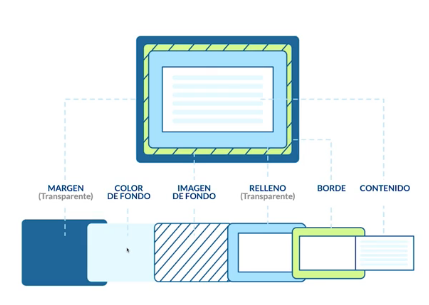 MARGEN
(Transparente)
COLOR
DE FONDO
IMAGEN
DE FONDO
RELLENO
(Transparente)
BORDE
CONTENIDO